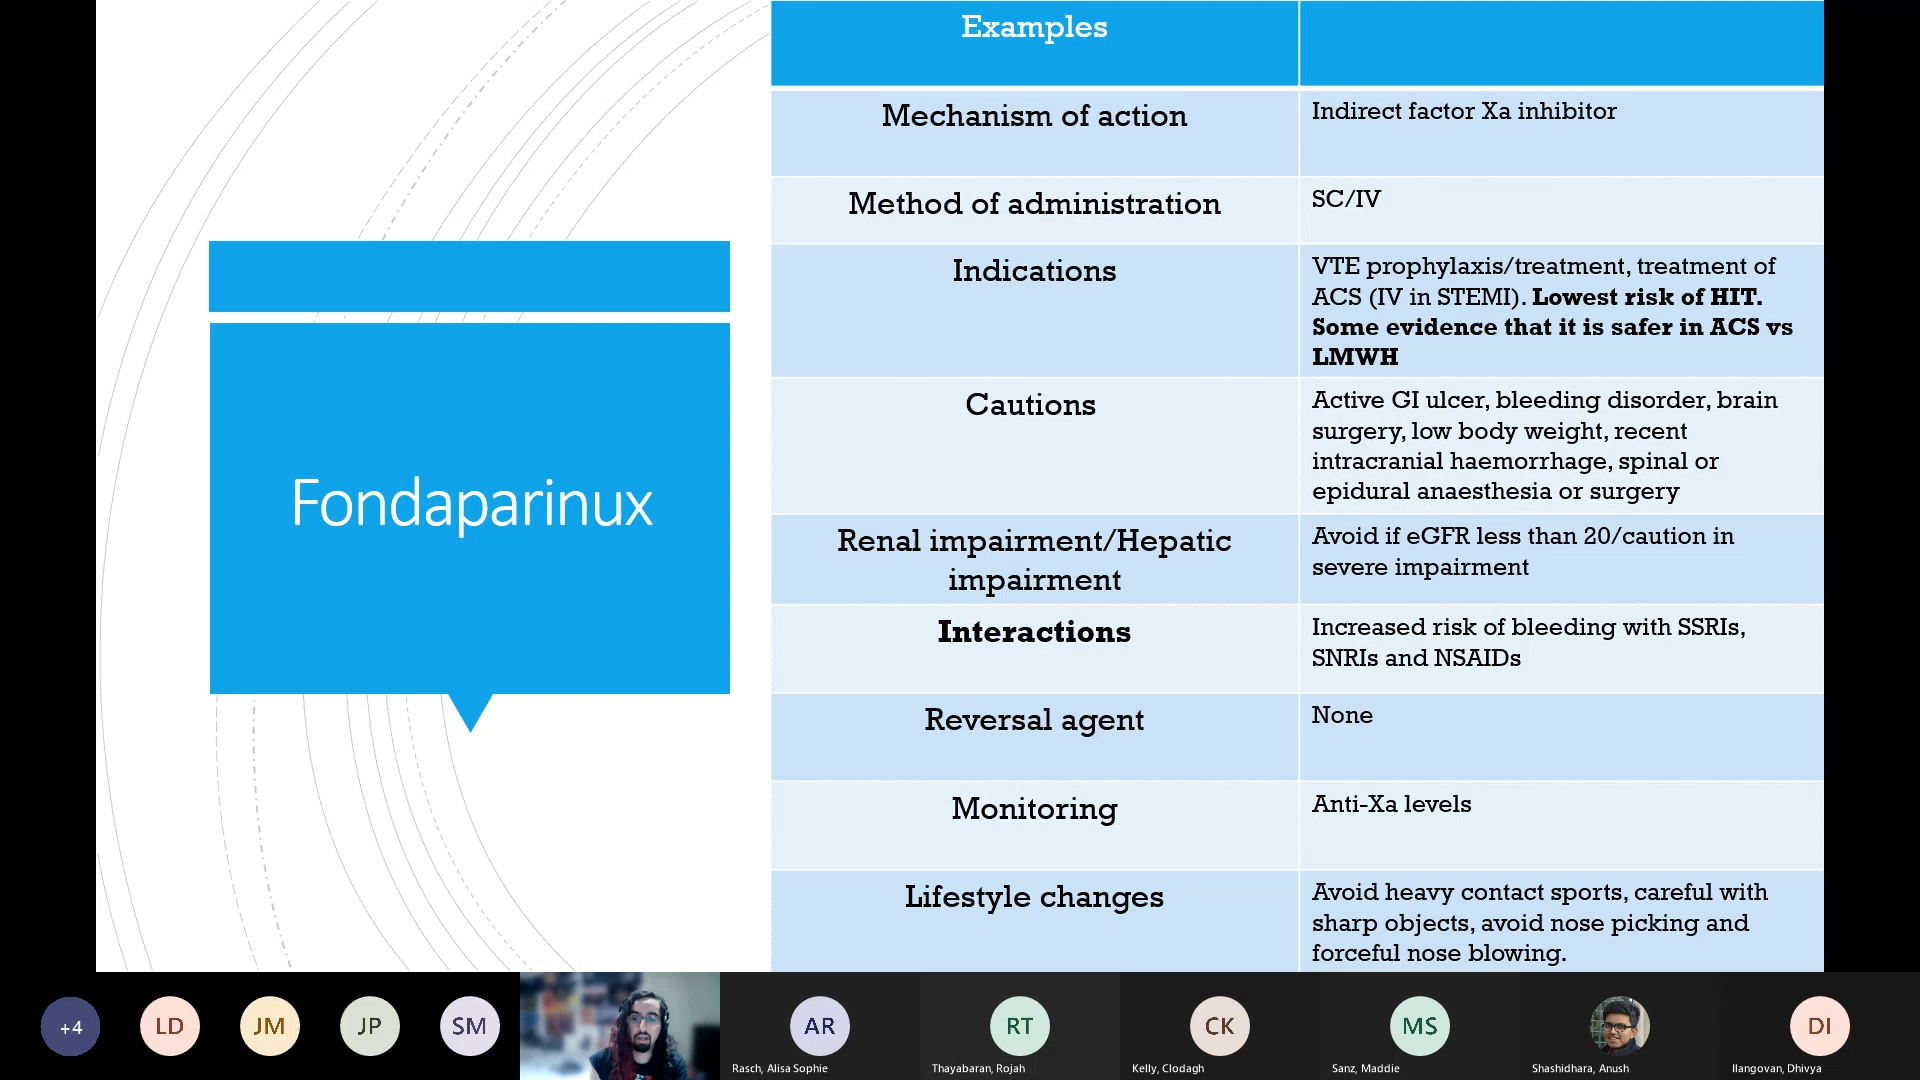 Fondaparinux
Examples
Mechanism of action
Indirect factor Xa inhibitor
Method of administration
SC/IV
Indications
VTE prophylaxis/treatment, treatment of
ACS (IV in STEMI). Lowest risk of HIT.
Some evidence that it is safer in ACS vs
LMWH
Cautions
Active GI ulcer, bleeding disorder, brain
surgery, low body weight, recent
intracranial haemorrhage, spinal or
epidural anaesthesia or surgery
Renal impairment/Hepatic
impairment
Avoid if eGFR less than 20/caution in
severe impairment
Interactions
Increased risk of bleeding with SSRIs,
SNRIs and NSAIDs
Reversal agent
None
Monitoring
Anti-Xa levels
Lifestyle changes
Avoid heavy contact sports, careful with
sharp objects, avoid nose picking and
forceful nose blowing.
+4
LD
JM
JP
SM
AR
RT
CK
MS
DI
Rasch, Alisa Sophie
Thayabaran, Rojah
Kelly, Clodagh
Sanz, Maddie
Shashidhara, Anush
Ilangovan, Dhivya